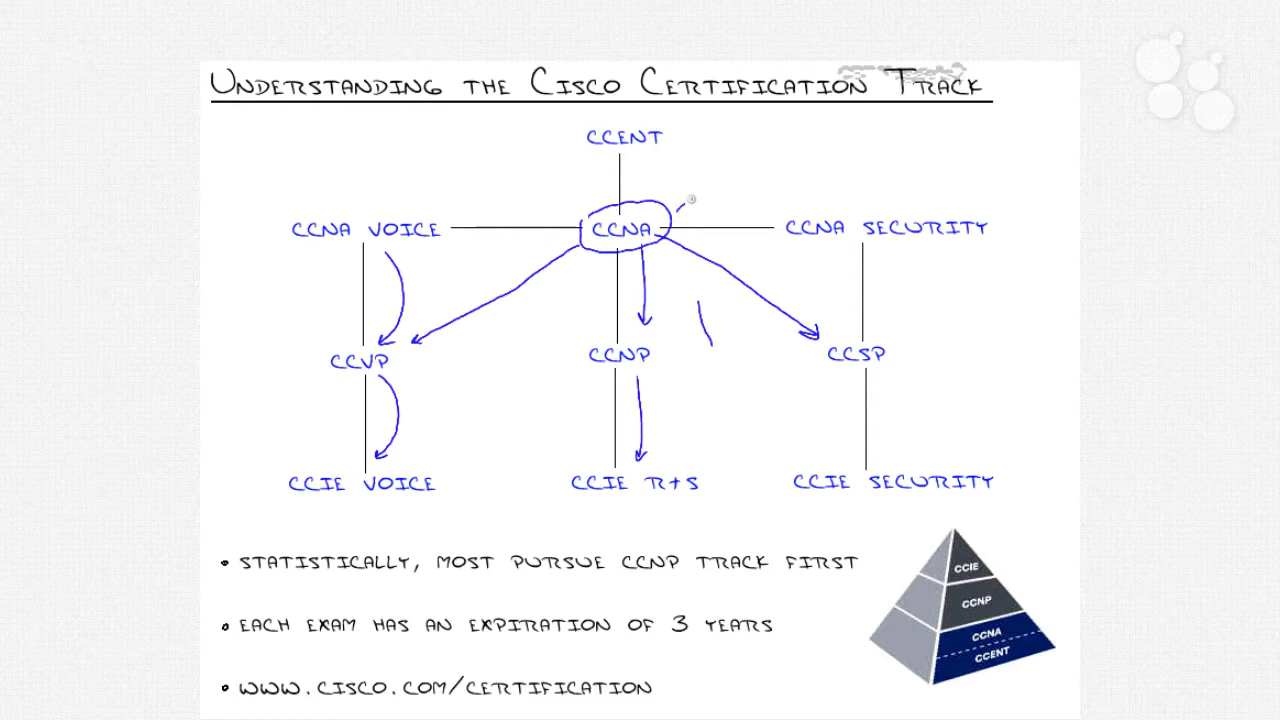 Understanding the Cisco Certification Track
CCENT
CCNA VOICE CCNA CCNA SECURITY
CCVP CCNP CCSP
CCIE VOICE CCIE R+S CCIE SECURITY
• STATISTICALLY, MOST PURSUE CCNP TRACK FIRST
• EACH EXAM HAS AN EXPIRATION OF 3 YEARS
• WWW.CISCO.COM/CERTIFICATION
CCIE
CCNP
CCNA
CCENT